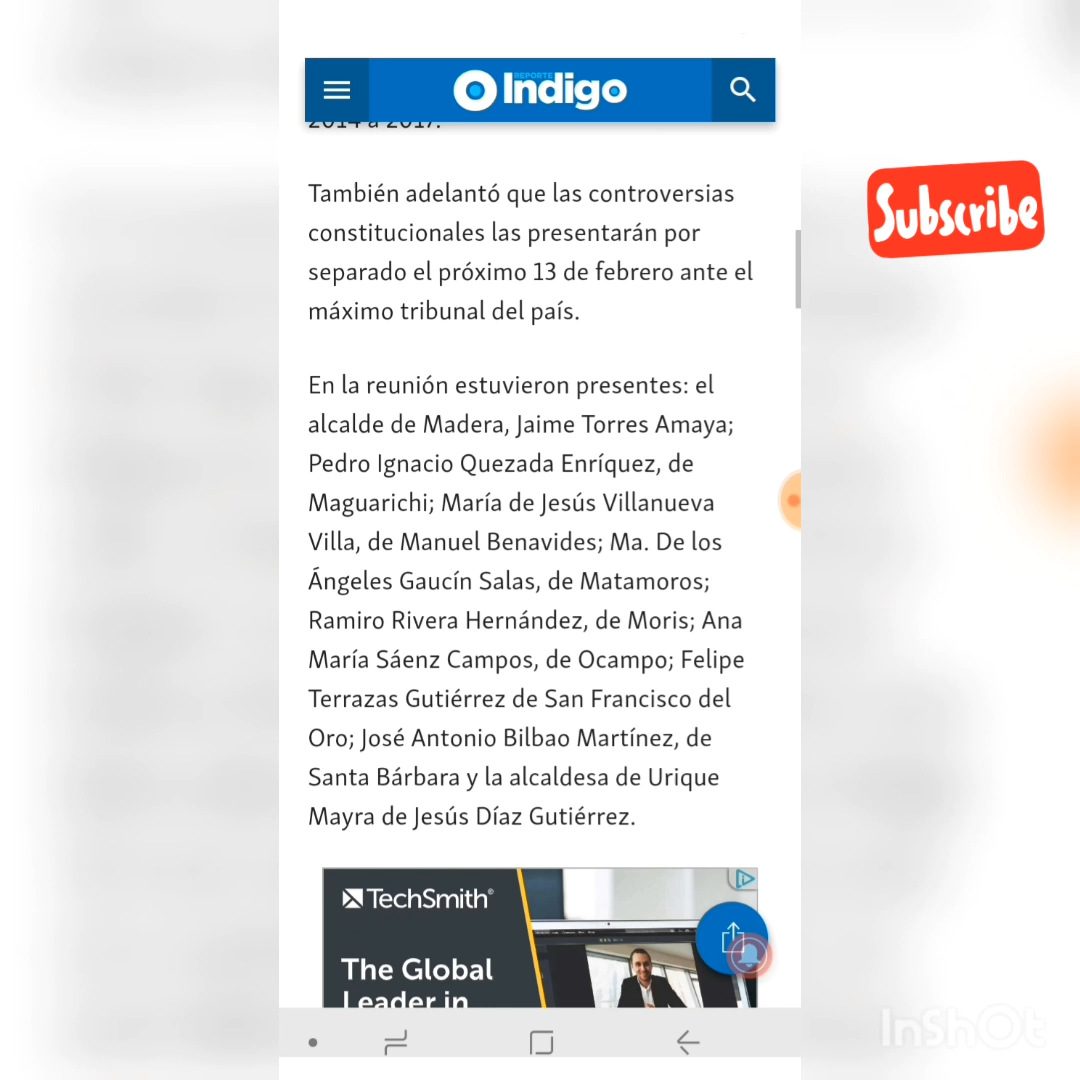 REPORTE
Indigo
2014 a 2017.
Subscribe
También adelantó que las controversias
constitucionales las presentarán por
separado el próximo 13 de febrero ante el
máximo tribunal del país.
En la reunión estuvieron presentes: el
alcalde de Madera, Jaime Torres Amaya;
Pedro Ignacio Quezada Enríquez, de
Maguarichi; María de Jesús Villanueva
Villa, de Manuel Benavides; Ma. De los
Ángeles Gaucín Salas, de Matamoros;
Ramiro Rivera Hernández, de Moris; Ana
María Sáenz Campos, de Ocampo; Felipe
Terrazas Gutiérrez de San Francisco del
Oro; José Antonio Bilbao Martínez, de
Santa Bárbara y la alcaldesa de Urique
Mayra de Jesús Díaz Gutiérrez.
TechSmith®
The Global
Leader in
InShOt